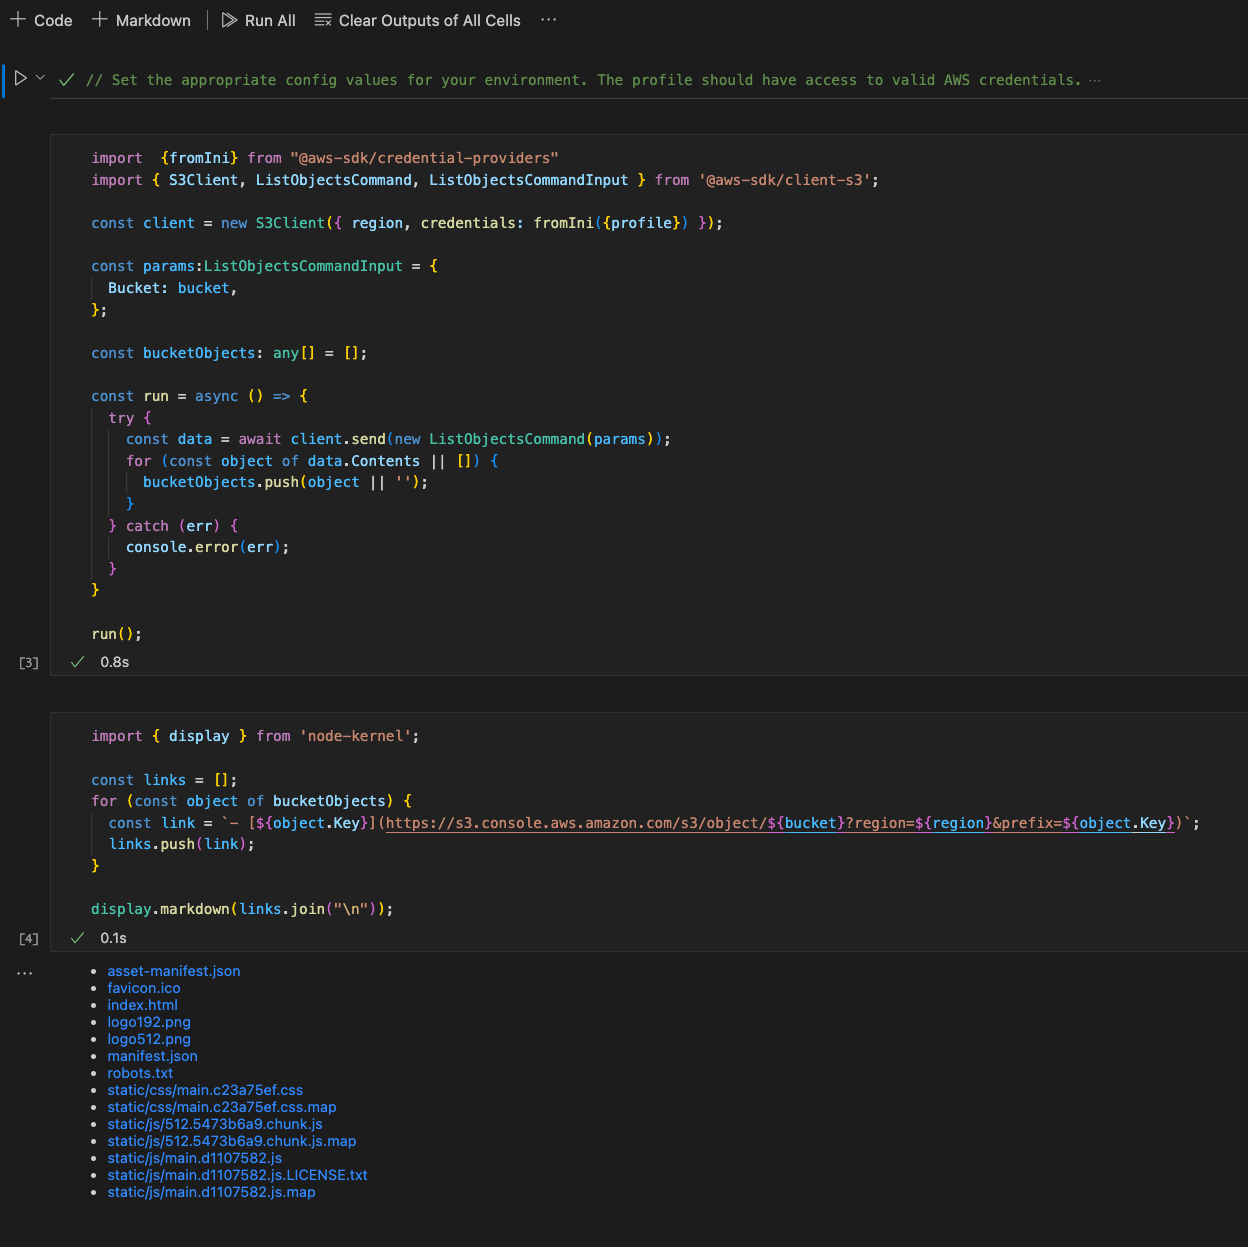 Code Markdown Run All Clear Outputs of All Cells ...
// Set the appropriate config values for your environment. The profile should have access to valid AWS credentials. ...
import  {fromIni} from "@aws-sdk/credential-providers"
import { S3Client, ListObjectsCommand, ListObjectsCommandInput } from '@aws-sdk/client-s3';
const client = new S3Client({ region, credentials: fromIni({profile}) });
const params:ListObjectsCommandInput = {
  Bucket: bucket,
};
const bucketObjects: any[] = [];
const run = async () => {
  try {
    const data = await client.send(new ListObjectsCommand(params));
    for (const object of data.Contents || []) {
      bucketObjects.push(object || '');
    }
  } catch (err) {
    console.error(err);
  }
}
run();
[3] 0.8s
import { display } from 'node-kernel';
const links = [];
for (const object of bucketObjects) {
  const link = `- [${object.Key}](https://s3.console.aws.amazon.com/s3/object/${bucket}?region=${region}&prefix=${object.Key})`;
  links.push(link);
}
display.markdown(links.join("\n"));
[4] 0.1s
...
• asset-manifest.json
• favicon.ico
• index.html
• logo192.png
• logo512.png
• manifest.json
• robots.txt
• static/css/main.c23a75ef.css
• static/css/main.c23a75ef.css.map
• static/js/512.5473b6a9.chunk.js
• static/js/512.5473b6a9.chunk.js.map
• static/js/main.d1107582.js
• static/js/main.d1107582.js.LICENSE.txt
• static/js/main.d1107582.js.map